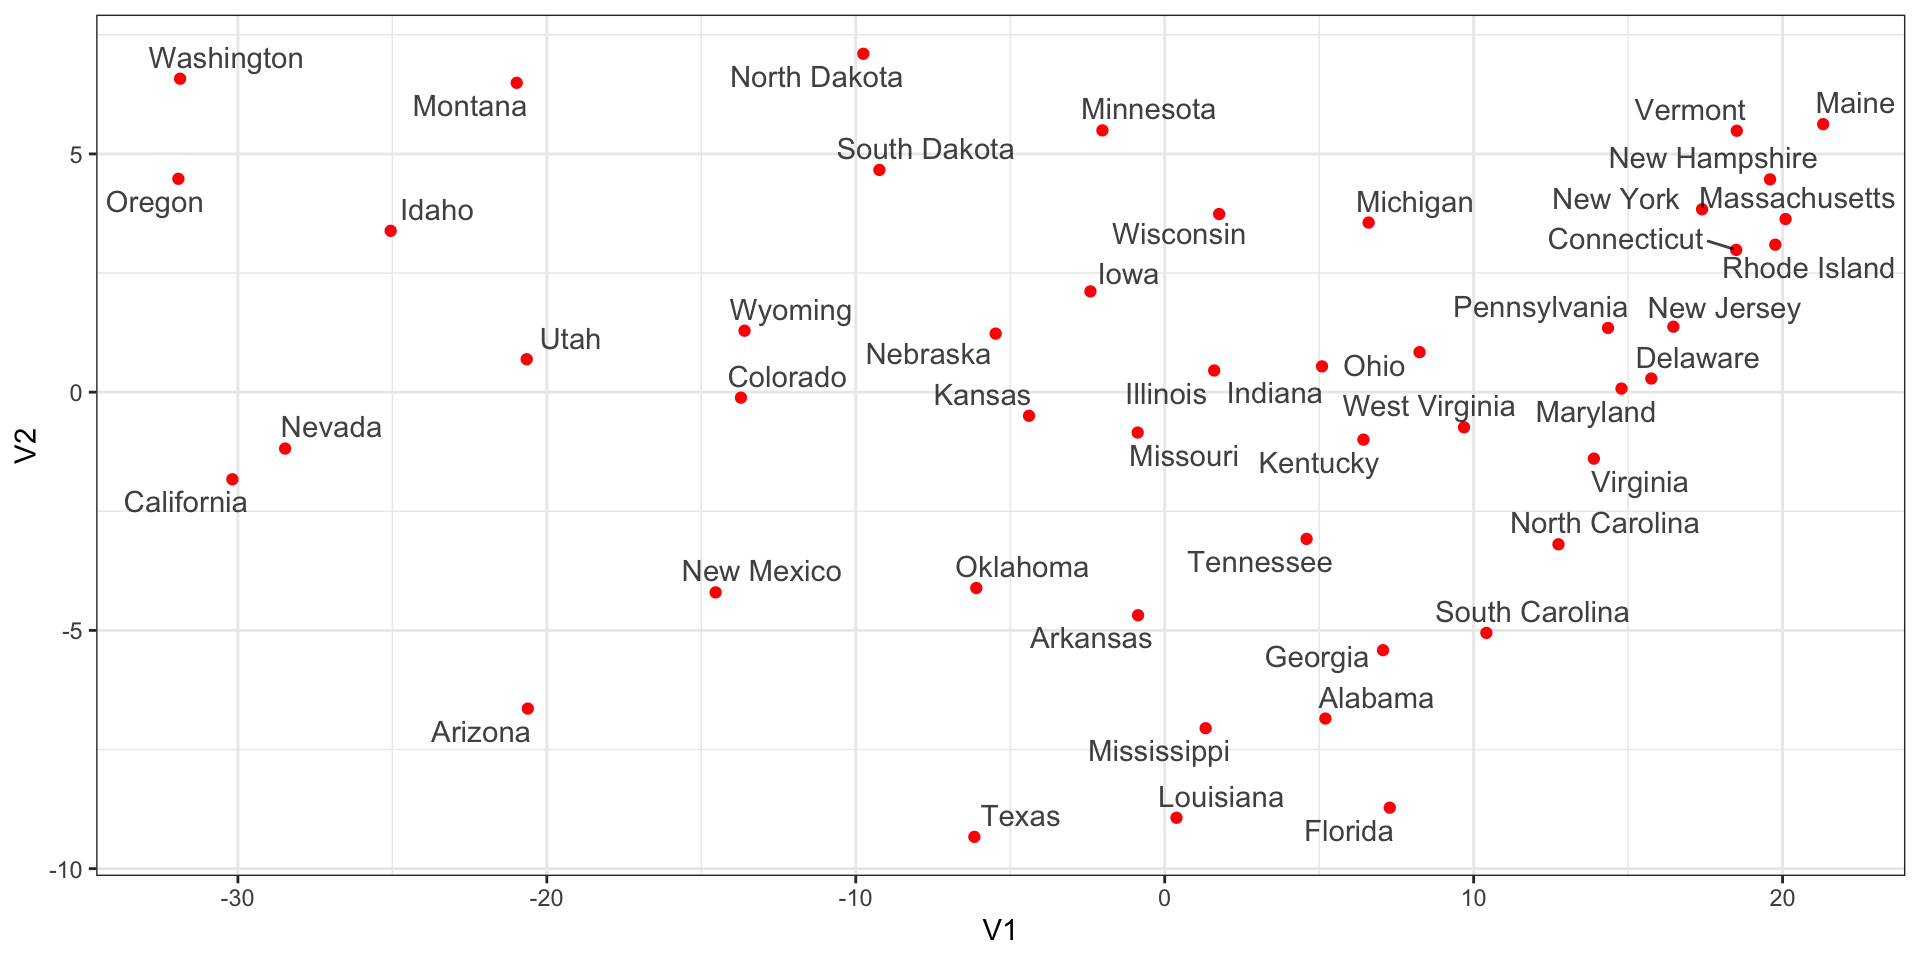 Washington
North Dakota
Montana
Maine
Minnesota
Vermont
South Dakota
New Hampshire
5
Massachusetts
New York
Oregon
Michigan
Idaho
Wisconsin
Connecticut
Rhode Island
Iowa
Pennsylvania
New Jersey
Wyoming
Utah
Nebraska
Delaware
Ohio
Colorado
0
Illinois
Indiana
Kansas
West Virginia
Maryland
Nevada
V2
Missouri
Kentucky
Virginia
California
North Carolina
Tennessee
Oklahoma
New Mexico
South Carolina
-5
Arkansas
Georgia
Alabama
Arizona
Mississippi
Louisiana
Texas
Florida
-10
-30 -20 -10 0 10 20
V1